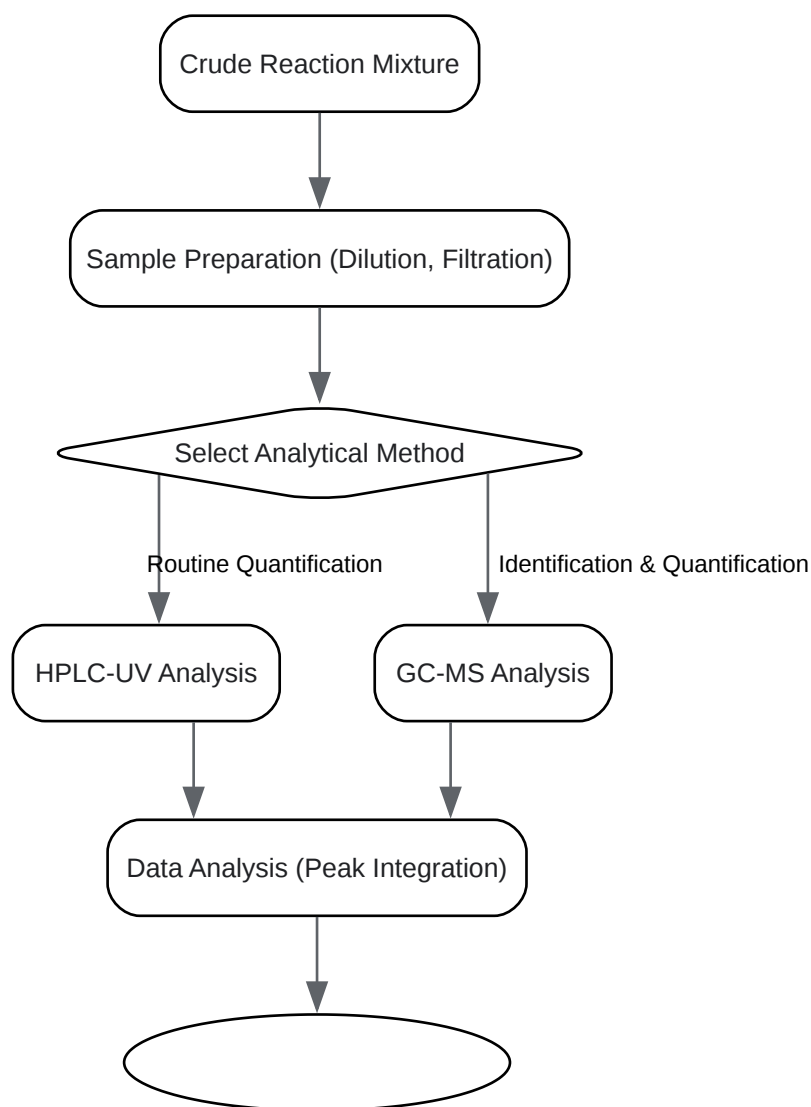 Crude Reaction Mixture
Sample Preparation (Dilution, Filtration)
Select Analytical Method
Routine Quantification
Identification & Quantification
HPLC-UV Analysis
GC-MS Analysis
Data Analysis (Peak Integration)